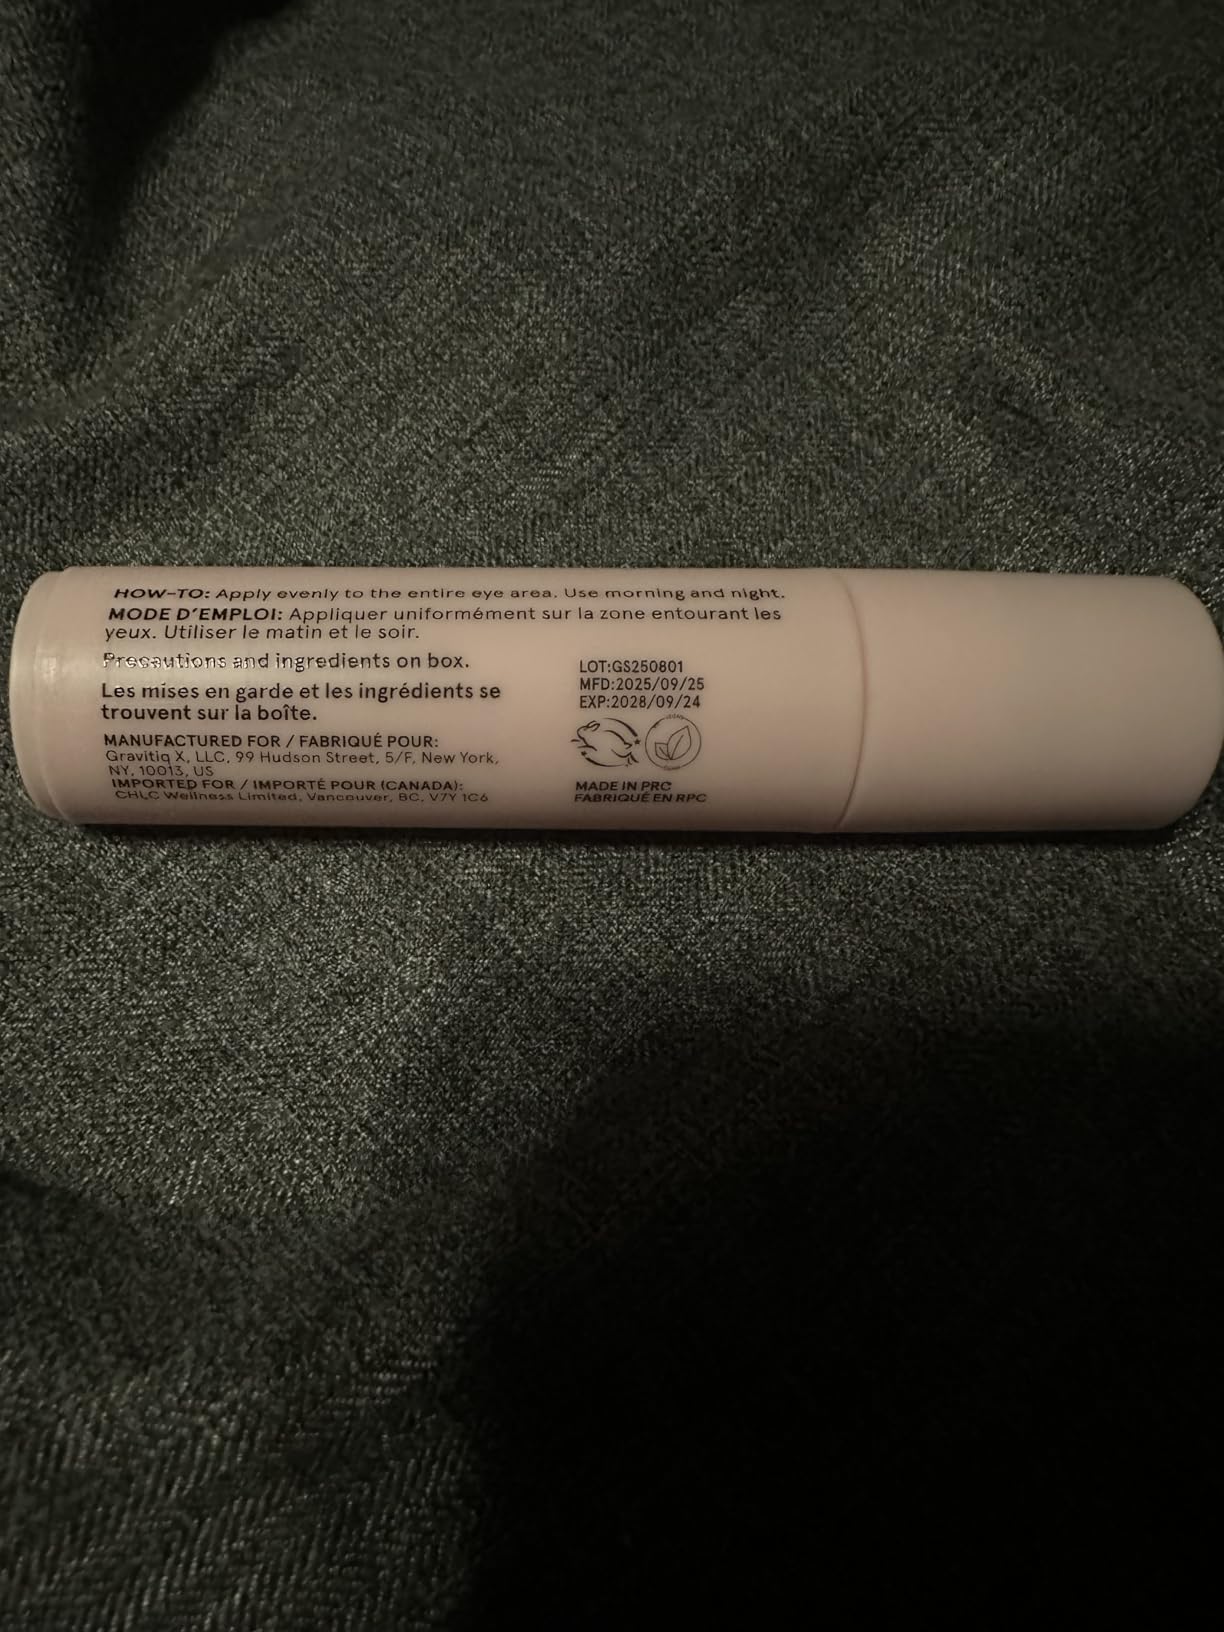 HOW-TO: Apply evenly to the entire eye area. Use morning and night.
MODE D'EMPLOI: Appliquer uniformément sur la zone entourant les
yeux. Utiliser le matin et le soir.
Precautions and ingredients on box.
Les mises en garde et les ingrédients se
trouvent sur la boîte.
MANUFACTURED FOR / FABRIQUÉ POUR:
Gravitiq X, LLC, 99 Hudson Street, 5/F, New York,
NY, 10013, US
IMPORTED FOR / IMPORTÉ POUR (CANADA):
CHLC Wellness Limited, Vancouver, BC, V7Y 1C6
LOT:GS250801
MFD:2025/09/25
EXP:2028/09/24
MADE IN PRC
FABRIQUÉ EN RPC